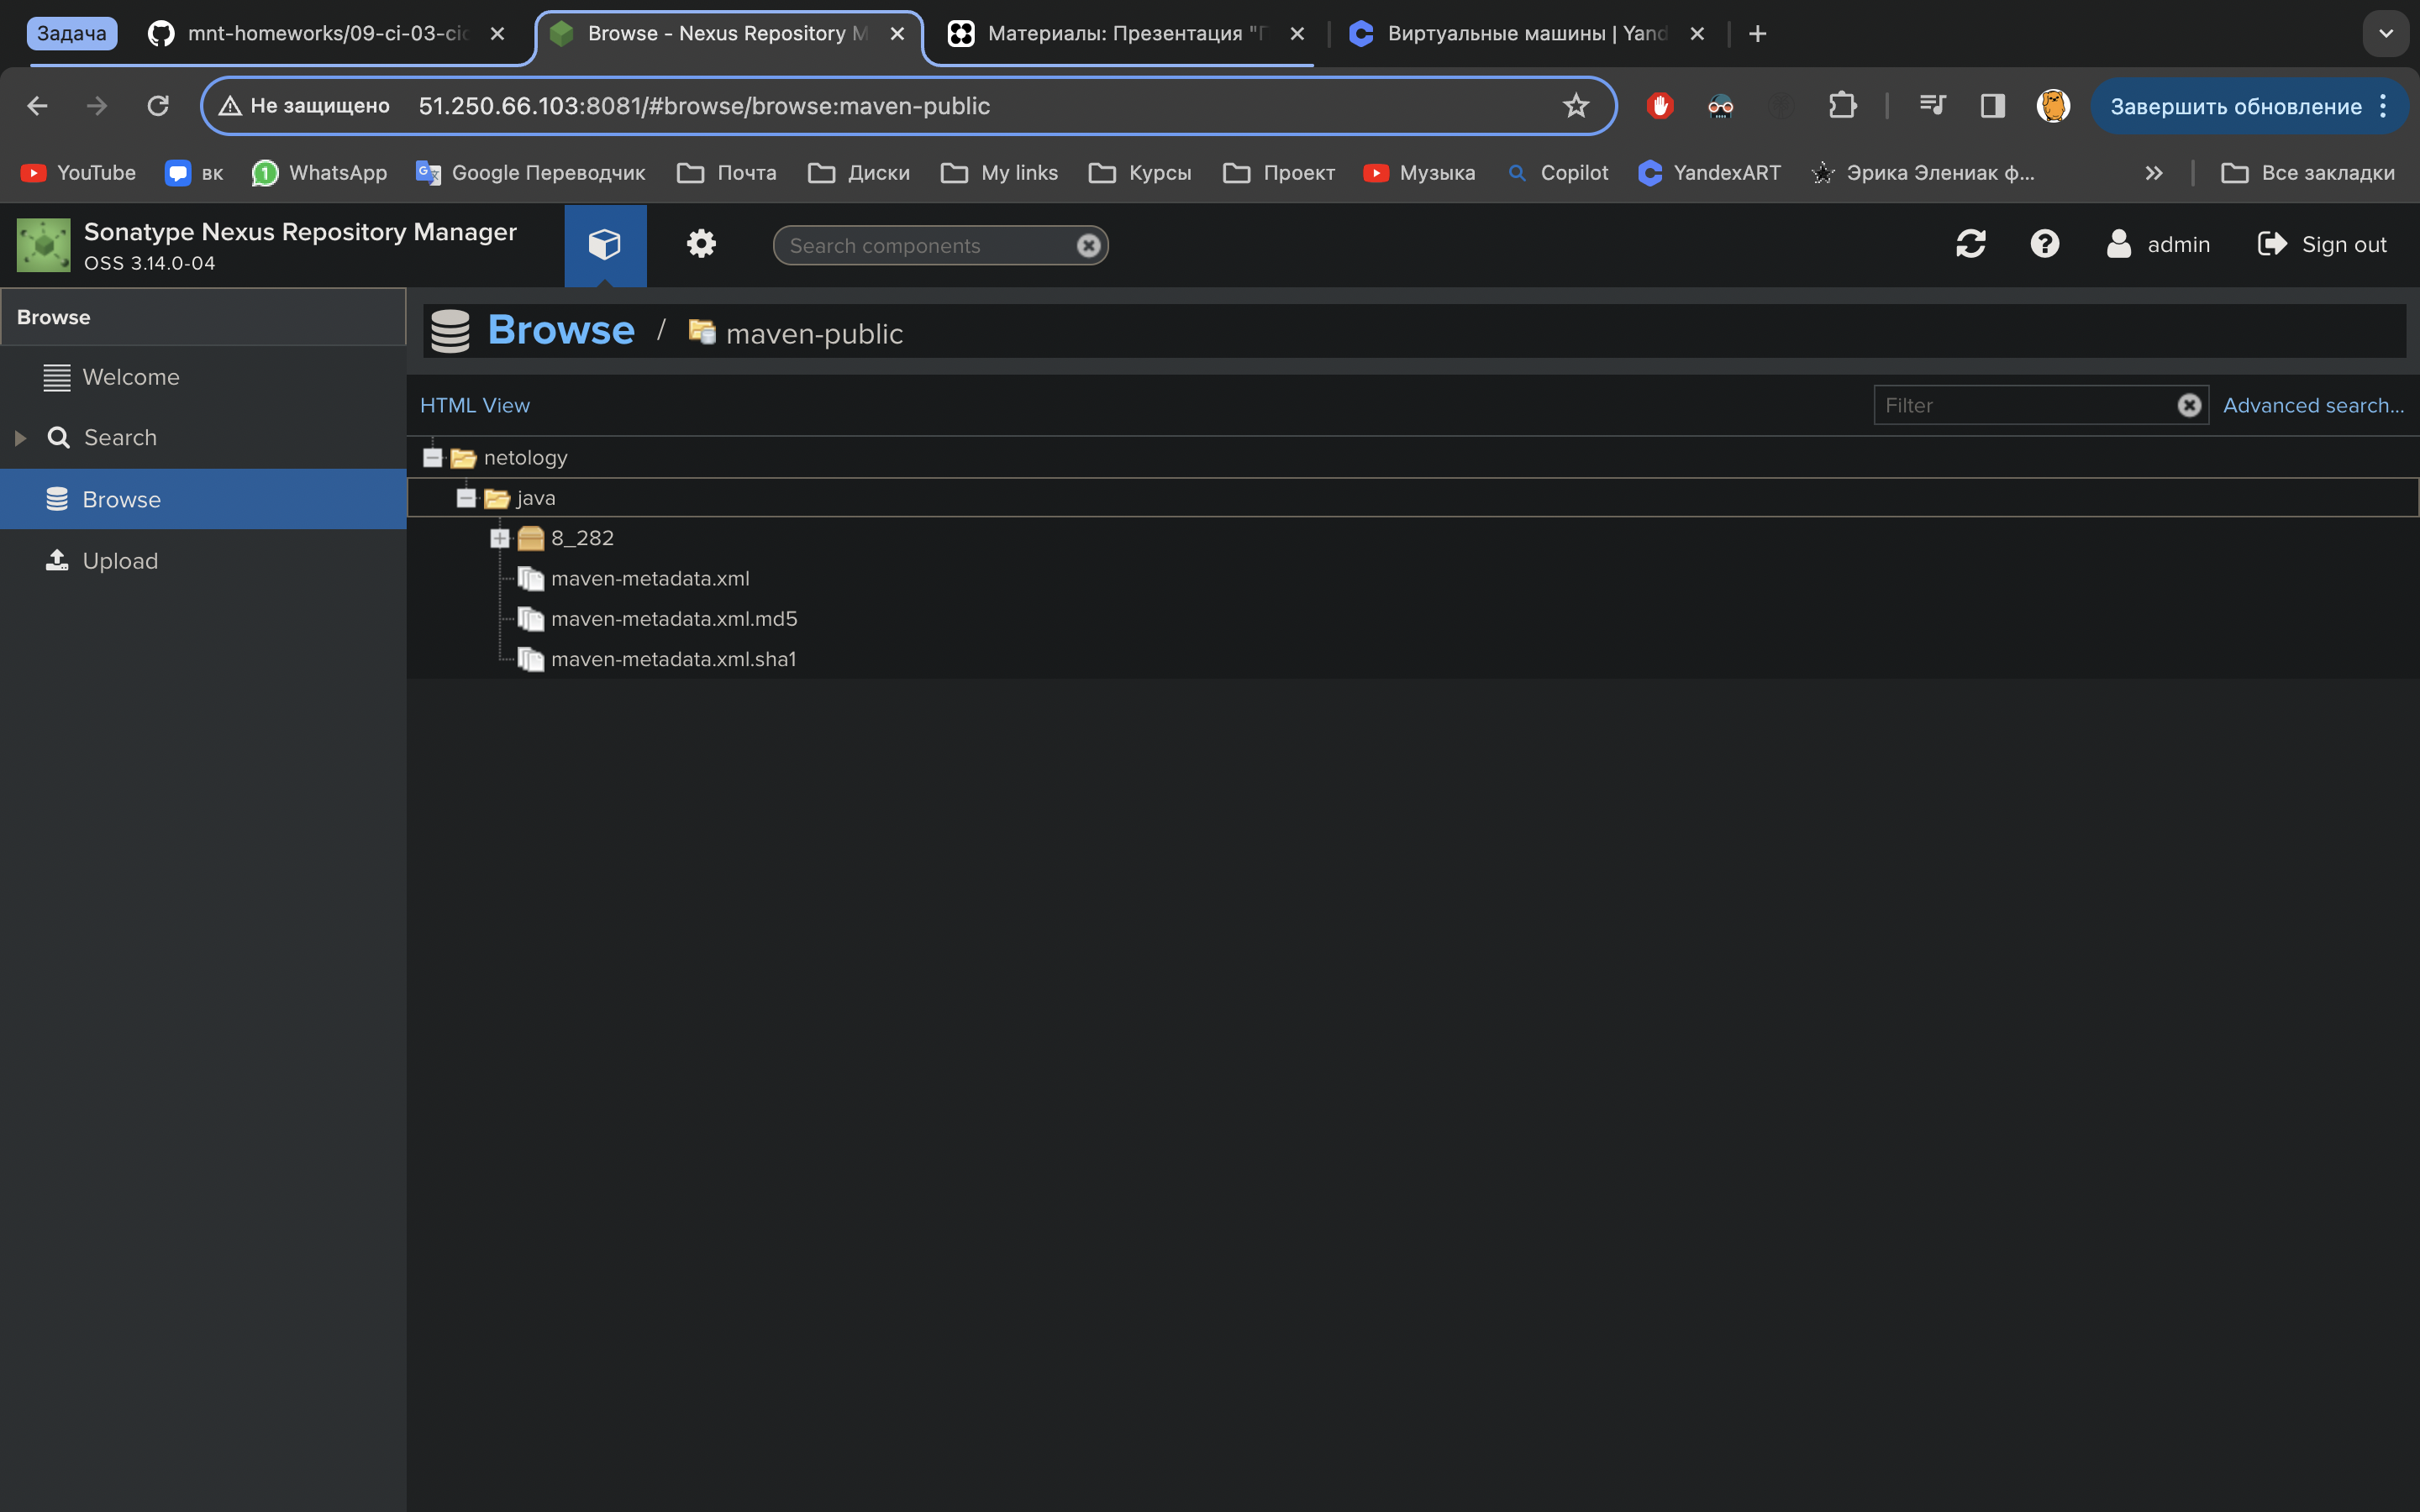 Задача
mnt-homeworks/09-ci-03-cic
Browse - Nexus Repository M
Материалы: Презентация "П
Виртуальные машины | Yand
Не защищено
51.250.66.103:8081/#browse/browse:maven-public
Завершить обновление
YouTube
вк
WhatsApp
Google Переводчик
Почта
Диски
My links
Курсы
Проект
Музыка
Copilot
YandexART
Эрика Элениак ф...
Все закладки
Sonatype Nexus Repository Manager
OSS 3.14.0-04
Search components
admin
Sign out
Browse
Welcome
Search
Browse
Upload
Browse / maven-public
HTML View
Filter
Advanced search...
netology
java
8_282
maven-metadata.xml
maven-metadata.xml.md5
maven-metadata.xml.sha1